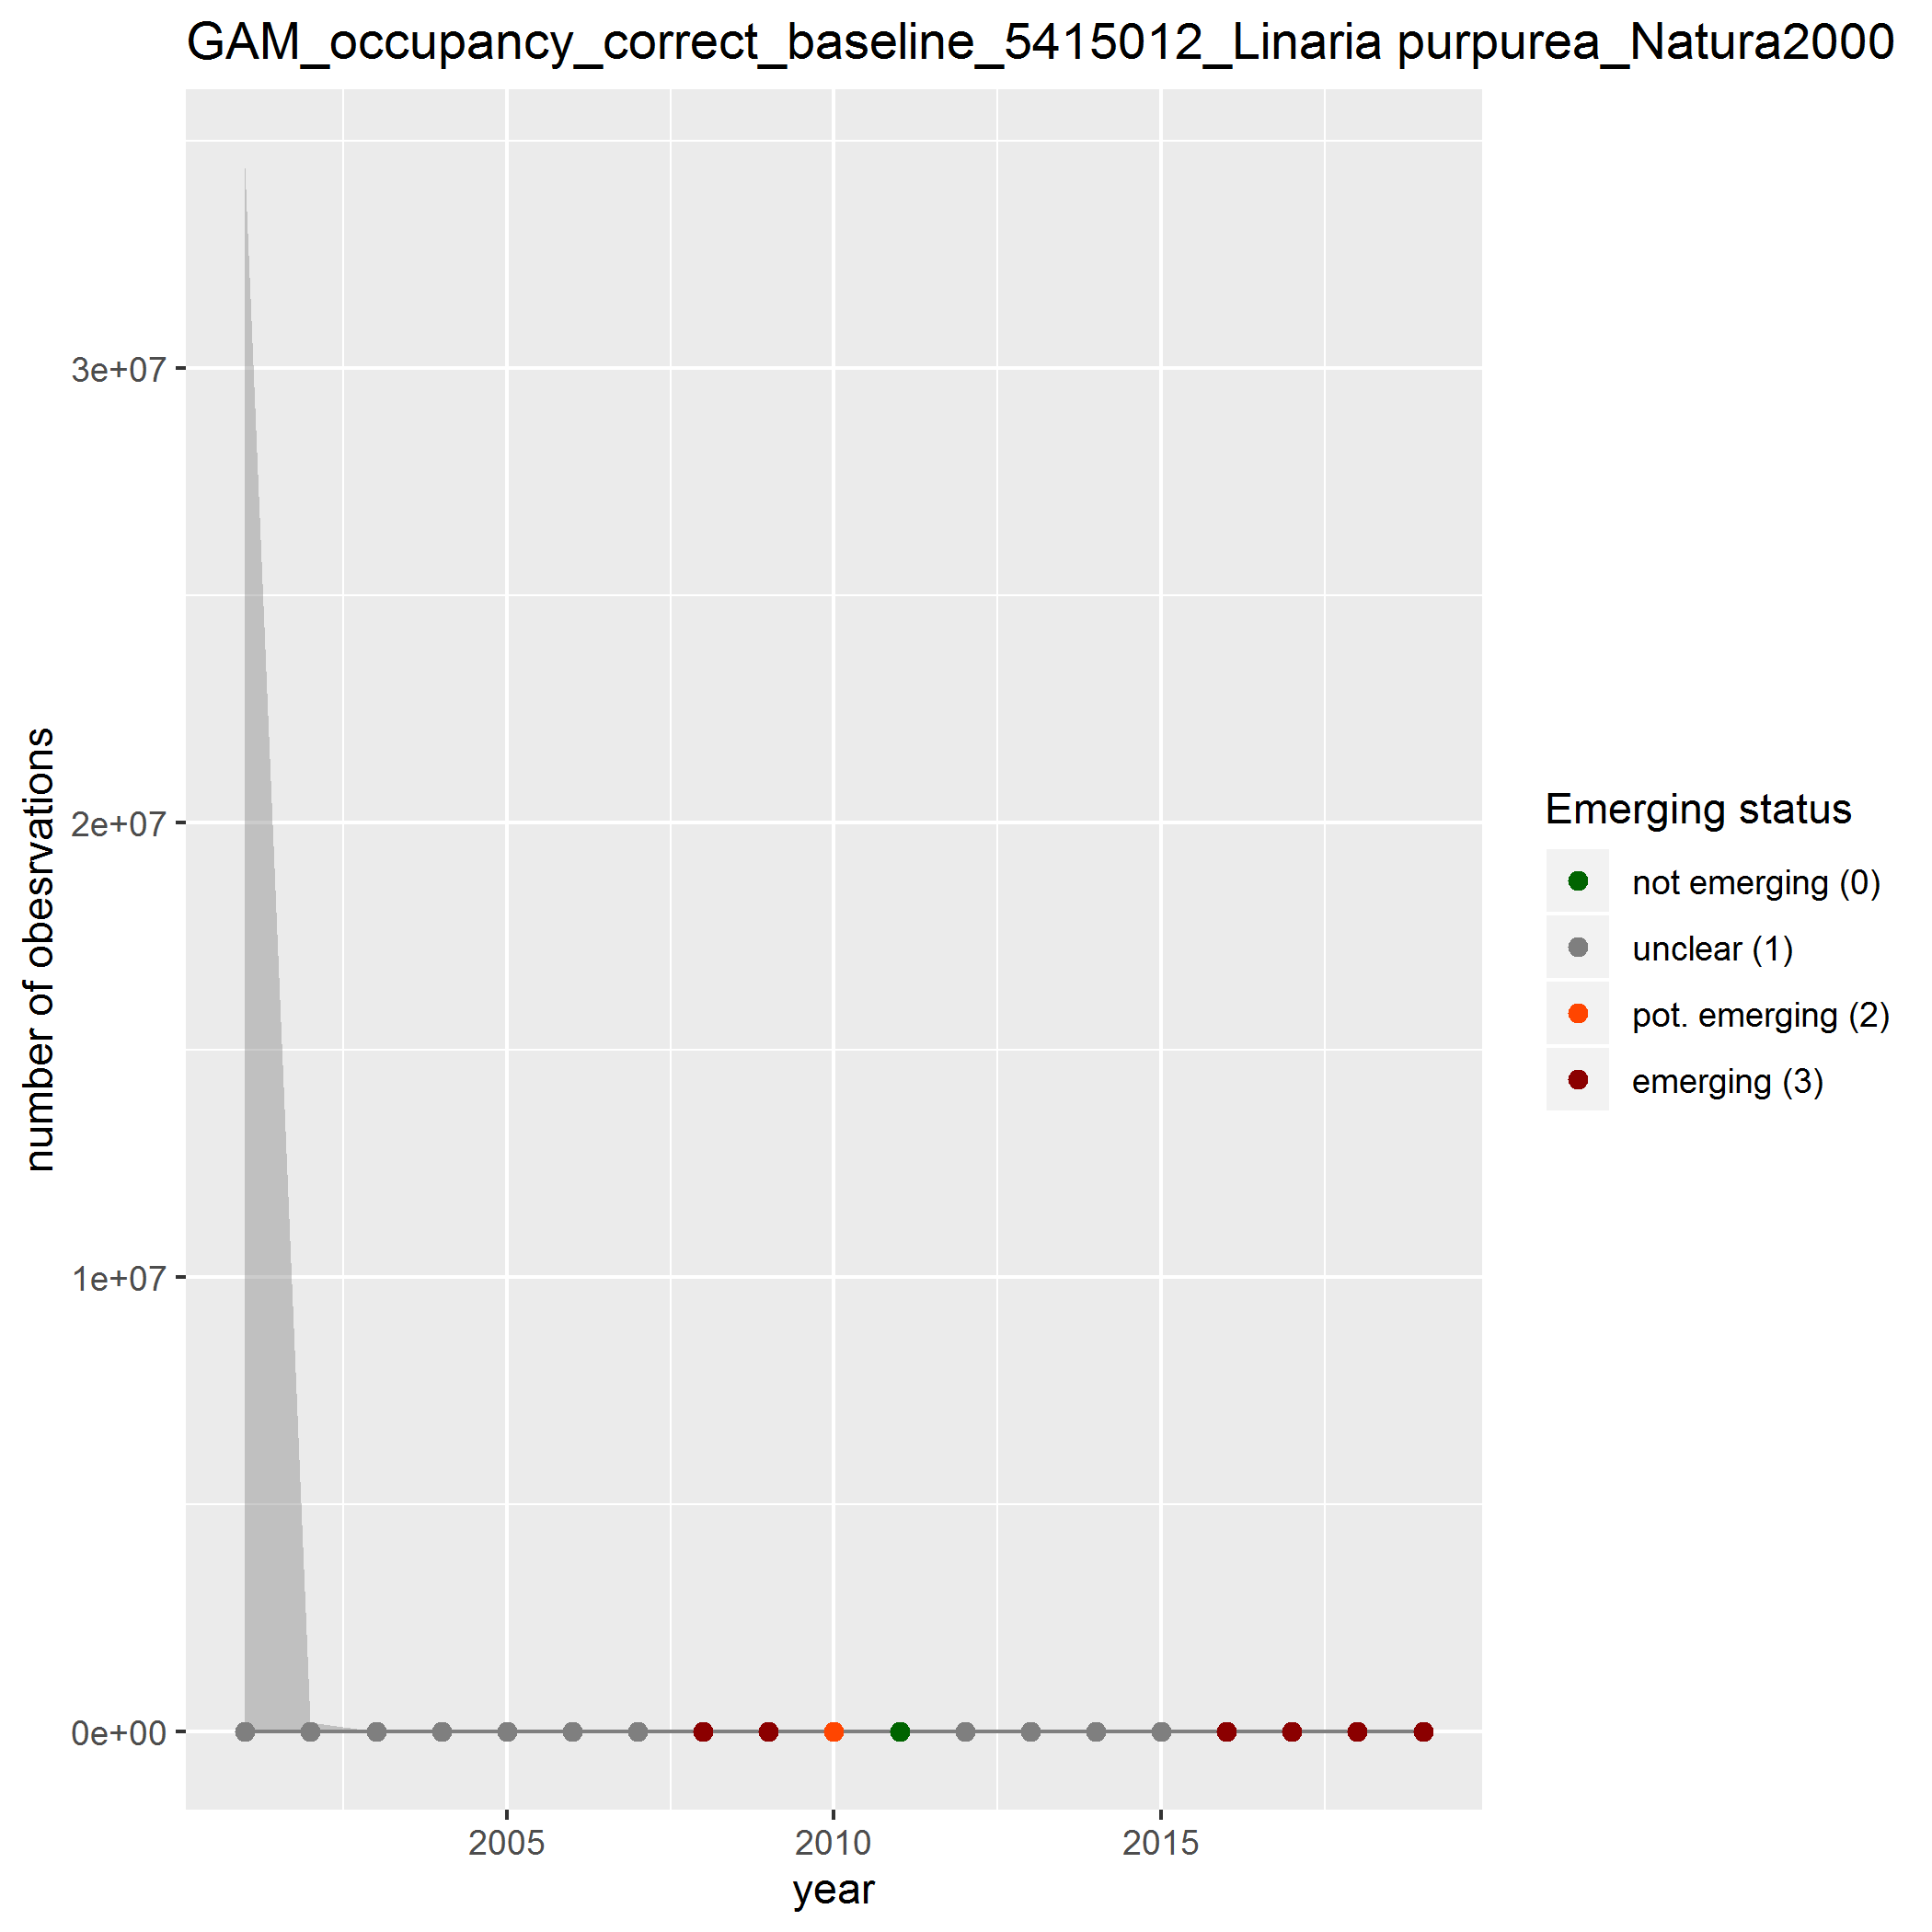 GAM_occupancy_correct_baseline_5415012_Linaria purpurea_Natura2000
3e+07
2e+07
1e+07
0e+00
number of obesrvations
2005
2010
2015
year
Emerging status
not emerging (0)
unclear (1)
pot. emerging (2)
emerging (3)